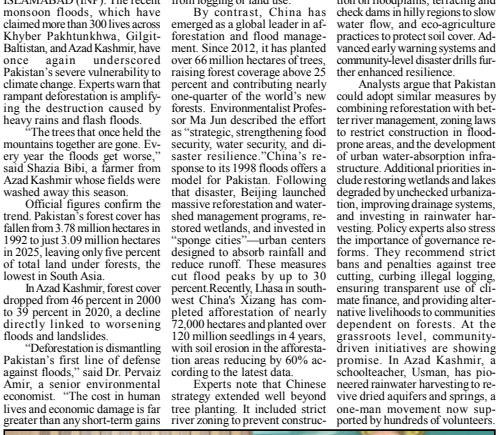 ISLAMABAD (INP): The recent
monsoon floods, which have
claimed more than 300 lives across
Khyber Pakhtunkhwa, Gilgit-
Baltistan, and Azad Kashmir, have
once again underscored
Pakistan's severe vulnerability to
climate change. Experts warn that
rampant deforestation is amplify-
ing the destruction caused by
heavy rains and flash floods.
"The trees that once held the
mountains together are gone. Ev-
ery year the floods get worse,"
said Shazia Bibi, a farmer from
Azad Kashmir whose fields were
washed away this season.
Official figures confirm the
trend. Pakistan's forest cover has
fallen from 3.78 million hectares in
1992 to just 3.09 million hectares
in 2025, leaving only five percent
of total land under forests, the
lowest in South Asia.
In Azad Kashmir, forest cover
dropped from 46 percent in 2000
to 39 percent in 2020, a decline
directly linked to worsening
floods and landslides.
"Deforestation is dismantling
Pakistan's first line of defense
against floods," said Dr. Pervaiz
Amir, a senior environmental
economist. "The cost in human
lives and economic damage is far
greater than any short-term gains
from logging or land use."
By contrast, China has
emerged as a global leader in af-
forestation and flood manage-
ment. Since 2012, it has planted
over 66 million hectares of trees,
raising forest coverage above 25
percent and contributing nearly
one-quarter of the world's new
forests. Environmentalist Profes-
sor Ma Jun described the effort
as "strategic, strengthening food
security, water security, and di-
saster resilience."China's re-
sponse to its 1998 floods offers a
model for Pakistan. Following
that disaster, Beijing launched
massive reforestation and water-
shed management programs, re-
stored wetlands, and invested in
"sponge cities"—urban centers
designed to absorb rainfall and
reduce runoff. These measures
cut flood peaks by up to 30
percent.Recently, Lhasa in south-
west China's Xizang has com-
pleted afforestation of nearly
72,000 hectares and planted over
120 million seedlings in 4 years,
with soil erosion in the afforesta-
tion areas reducing by 60% ac-
cording to the latest data.
Experts note that Chinese
strategy extended well beyond
tree planting. It included strict
river zoning to prevent construc-
tion on floodplains, terracing and
check dams in hilly regions to slow
water flow, and eco-agriculture
practices to protect soil cover. Ad-
vanced early warning systems and
community-level disaster drills fur-
ther enhanced resilience.
Analysts argue that Pakistan
could adopt similar measures by
combining reforestation with bet-
ter river management, zoning laws
to restrict construction in flood-
prone areas, and the development
of urban water-absorption infra-
structure. Additional priorities in-
clude restoring wetlands and lakes
degraded by unchecked urbaniza-
tion, improving drainage systems,
and investing in rainwater har-
vesting. Policy experts also stress
the importance of governance re-
forms. They recommend strict
bans and penalties against tree
cutting, curbing illegal logging,
ensuring transparent use of cli-
mate finance, and providing alter-
native livelihoods to communities
dependent on forests. At the
grassroots level, community-
driven initiatives are showing
promise. In Azad Kashmir, a
schoolteacher, Usman, has pio-
neered rainwater harvesting to re-
vive dried aquifers and springs, a
one-man movement now sup-
ported by hundreds of volunteers.